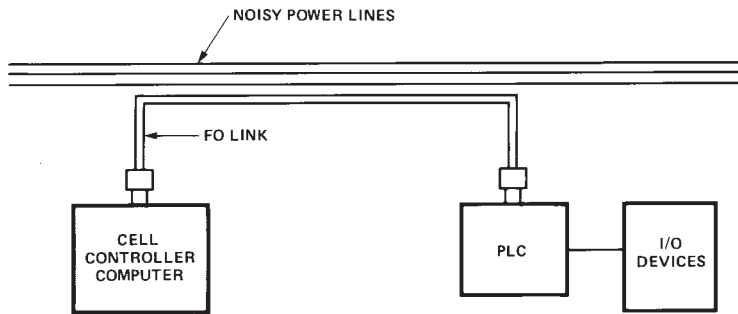 NOISY POWER LINES
FO LINK
CELL
CONTROLLER
COMPUTER
PLC
I/O
DEVICES